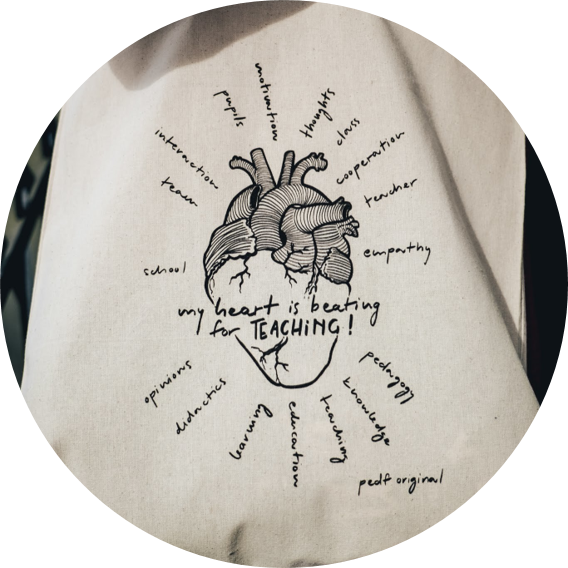 motivation
pupils
thoughts
class
interaction
cooperation
team
teacher
school
empathy
my heart is beating
for TEACHING!
opinions
didactics
learning
education
teaching
knowledge
pedagogy
pedf original